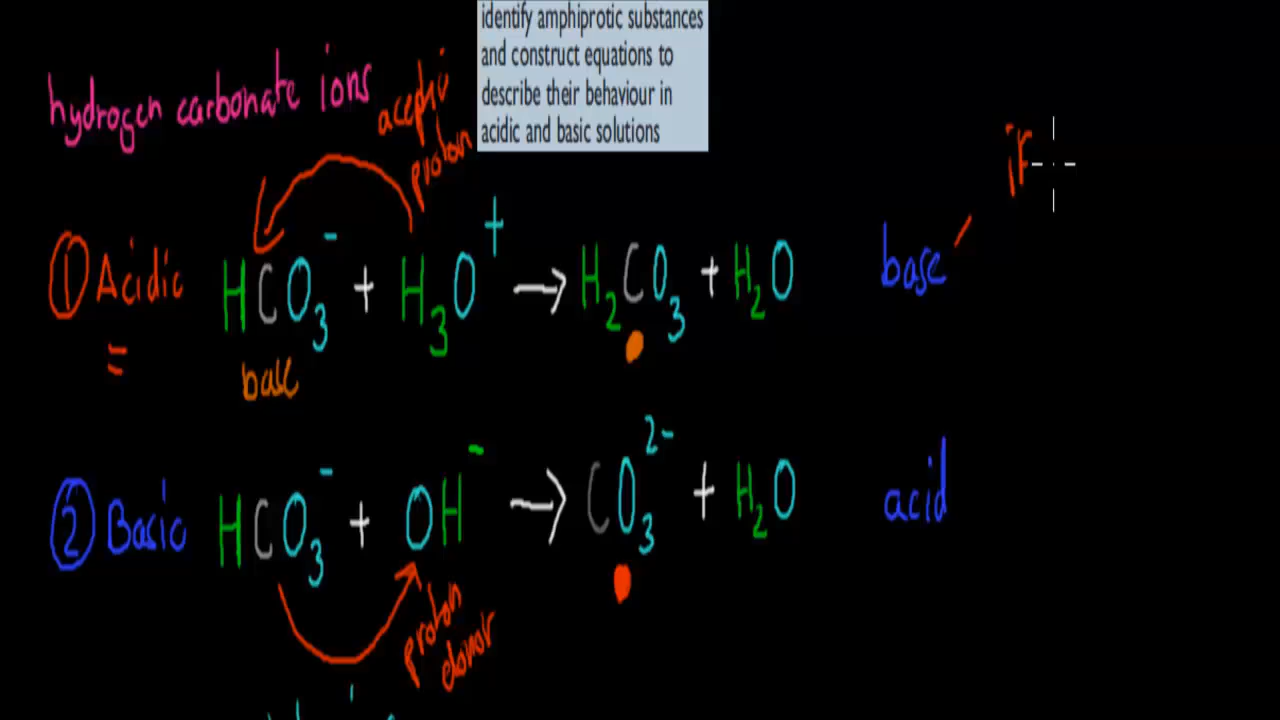 identify amphiprotic substances
and construct equations to
describe their behaviour in
acidic and basic solutions
hydrogen carbonate ions
proton
if
① Acidic HCO₃⁻ + H₃O⁺ → H₂CO₃ + H₂O base
base
② Basic HCO₃⁻ + OH⁻ → CO₃²⁻ + H₂O acid
proton
donor